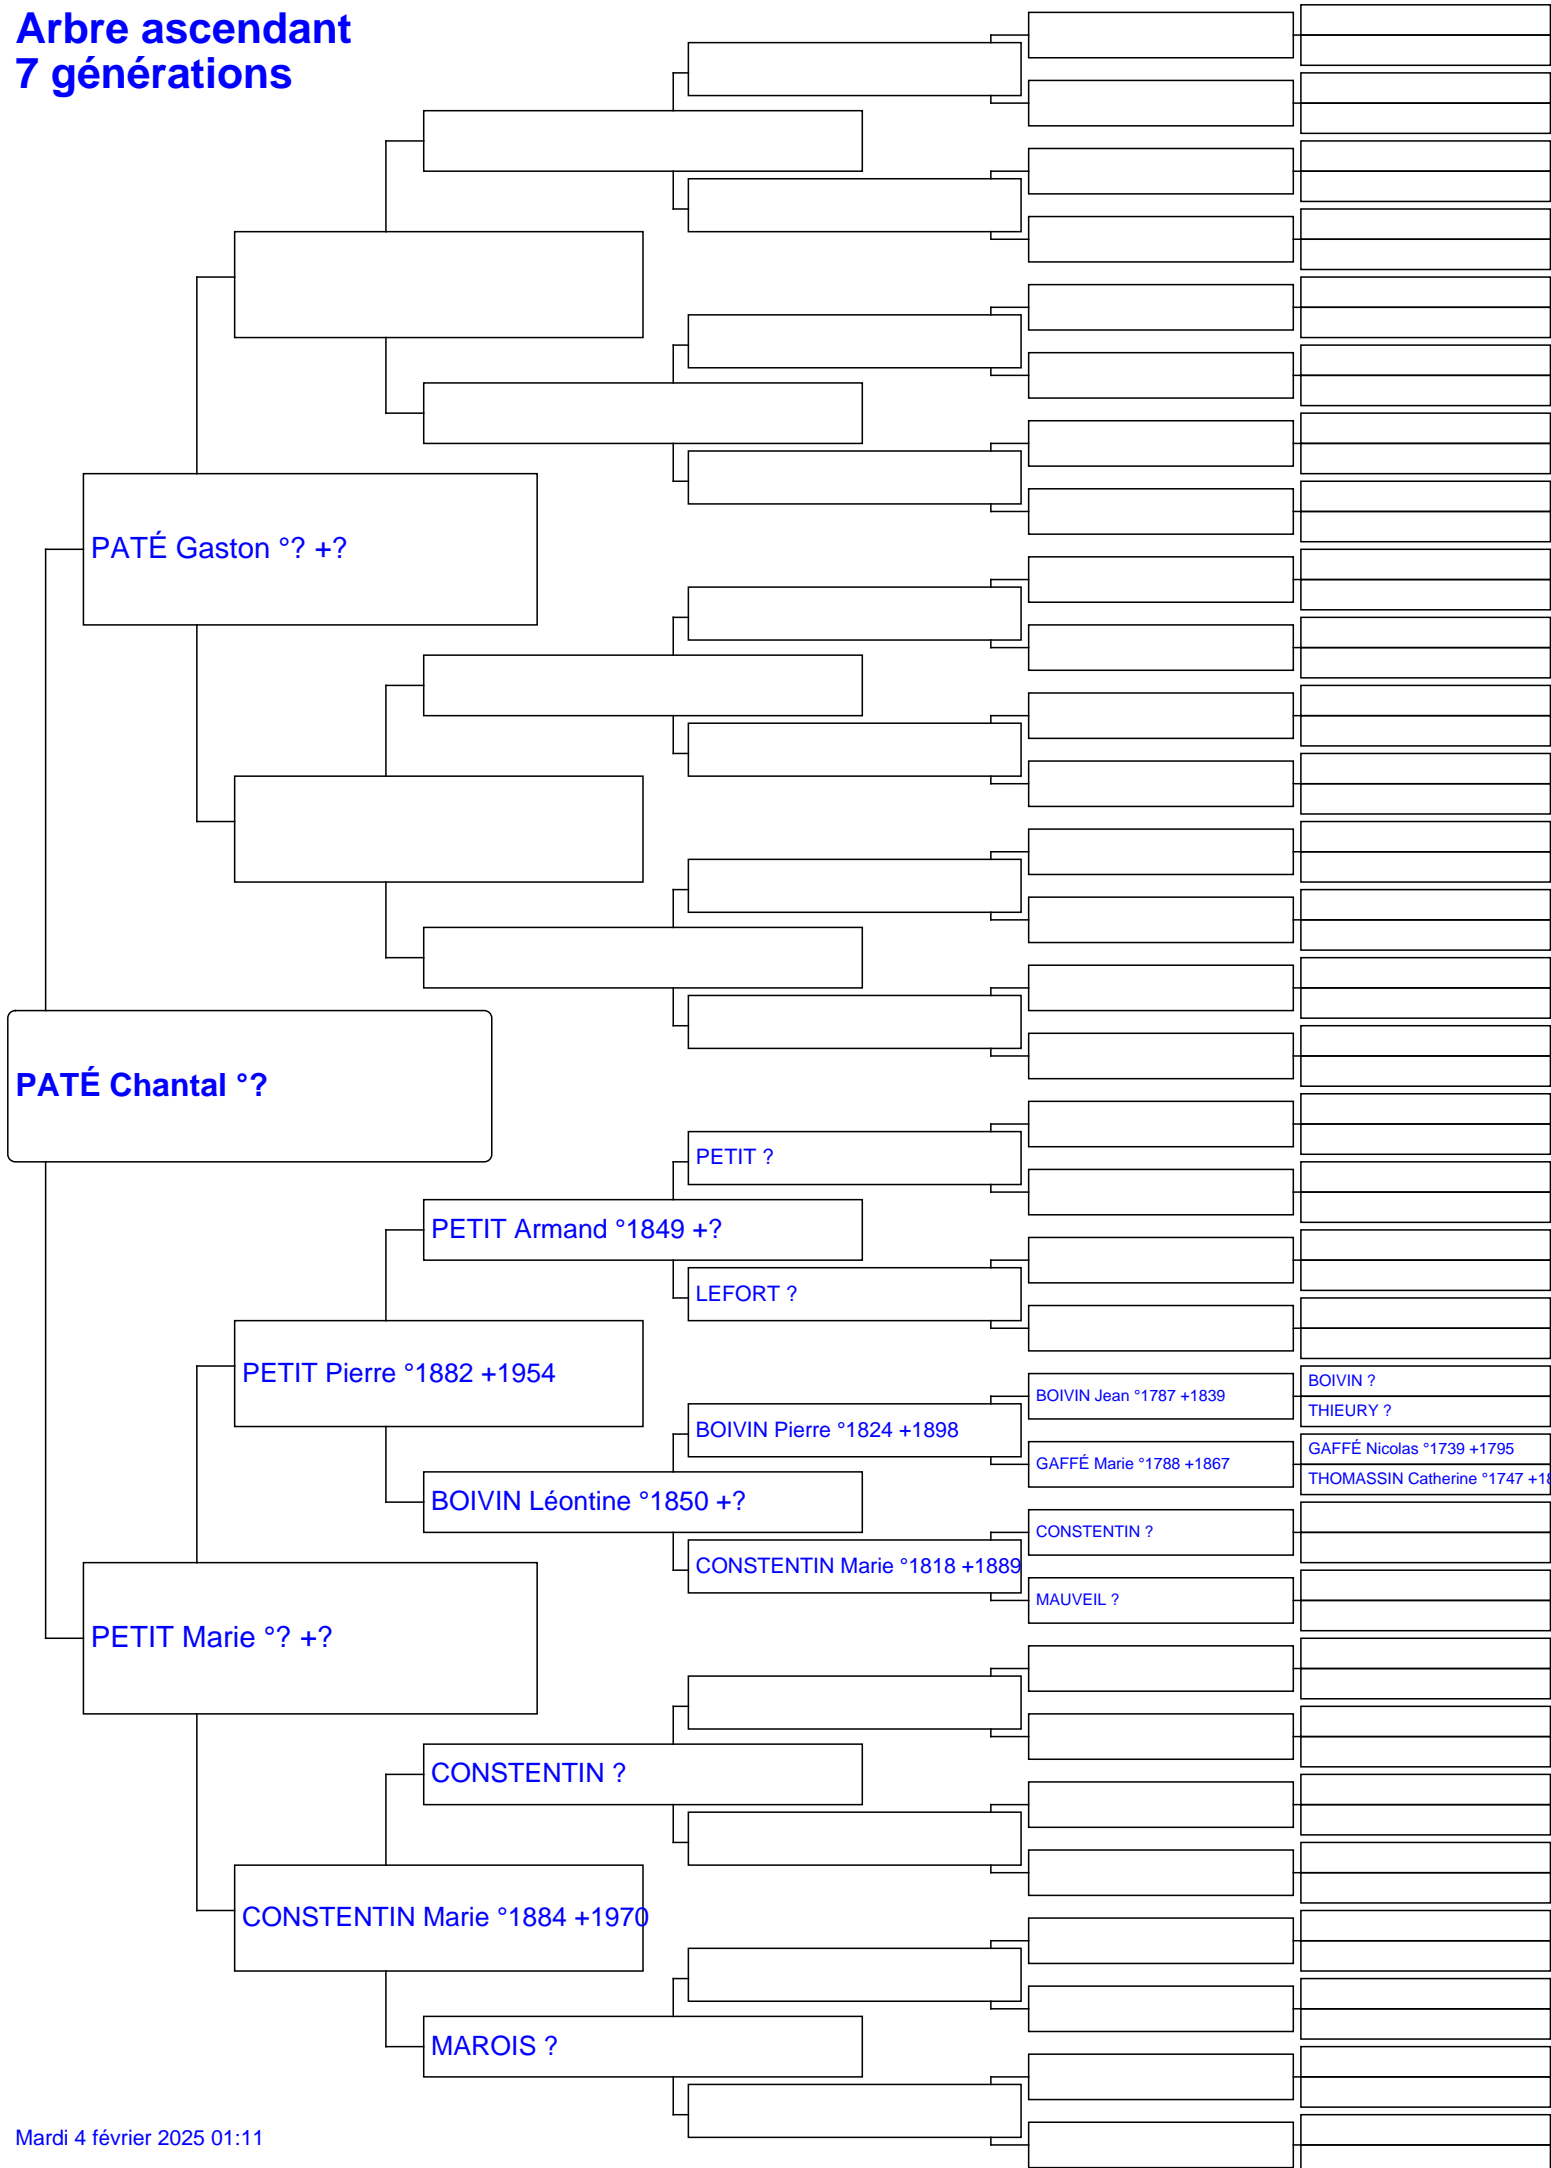 Arbre ascendant
7 générations
PATÉ Gaston °? +?
PATÉ Chantal °?
PETIT ?
PETIT Armand °1849 +?
LEFORT ?
PETIT Pierre °1882 +1954
BOIVIN ?
BOIVIN Jean °1787 +1839
THIEURY ?
BOIVIN Pierre °1824 +1898
GAFFÉ Nicolas °1739 +1795
GAFFÉ Marie °1788 +1867
THOMASSIN Catherine °1747
BOIVIN Léontine °1850 +?
CONSTENTIN ?
CONSTENTIN Marie °1818 +1889
MAUVEIL ?
PETIT Marie °? +?
CONSTENTIN ?
CONSTENTIN Marie °1884 +1970
MAROIS ?
Mardi 4 février 2025 01:11